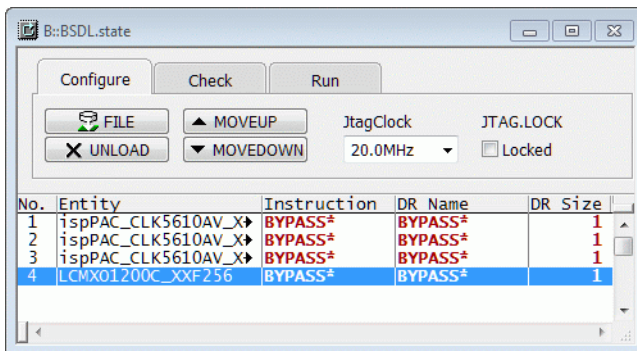 B::BSDL.state
Configure Check Run
FILE MOVEUP JtagClock JTAG.LOCK
UNLOAD MOVEDOWN 20.0MHz Locked
No. Entity Instruction DR Name DR Size
1 ispPAC_CLK5610AV_X BYPASS* BYPASS* 1
2 ispPAC_CLK5610AV_X BYPASS* BYPASS* 1
3 ispPAC_CLK5610AV_X BYPASS* BYPASS* 1
4 LCMXO1200C_XXF256 BYPASS* BYPASS* 1